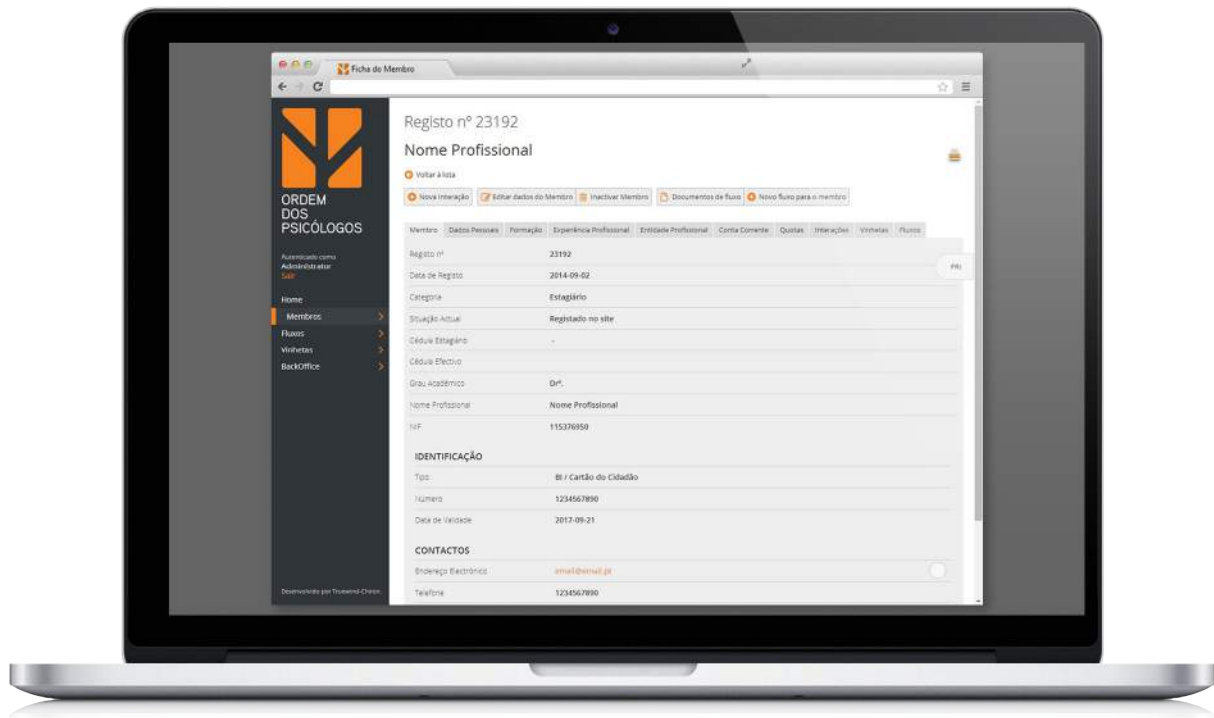 Ficha do Membro
Registo nº 23192
Nome Profissional
Voltar à lista
Nova Interação Editar dados do Membro Inactivar Membro Documentos de fluxo Novo fluxo para o membro
ORDEM
DOS
PSICÓLOGOS
Autenticado como
Administrator
Sair
Home
Membros
Fluxos
Vinhetas
BackOffice
Desenvolvido por Truewind-Chiron
Membro Dados Pessoais Formação Experiência Profissional Entidade Profissional Conta Corrente Quotas Interações Vinhetas Fluxos
Registo nº 23192
Data de Registo 2014-09-02
Categoria Estagiário
Situação Actual Registado no site
Cédula Estagiário -
Cédula Efectivo
Grau Académico Drª.
Nome Profissional Nome Profissional
NIF 115376950
IDENTIFICAÇÃO
Tipo BI / Cartão do Cidadão
Número 1234567890
Data de Validade 2017-09-21
CONTACTOS
Endereço Electrónico email@email.pt
Telefone 1234567890